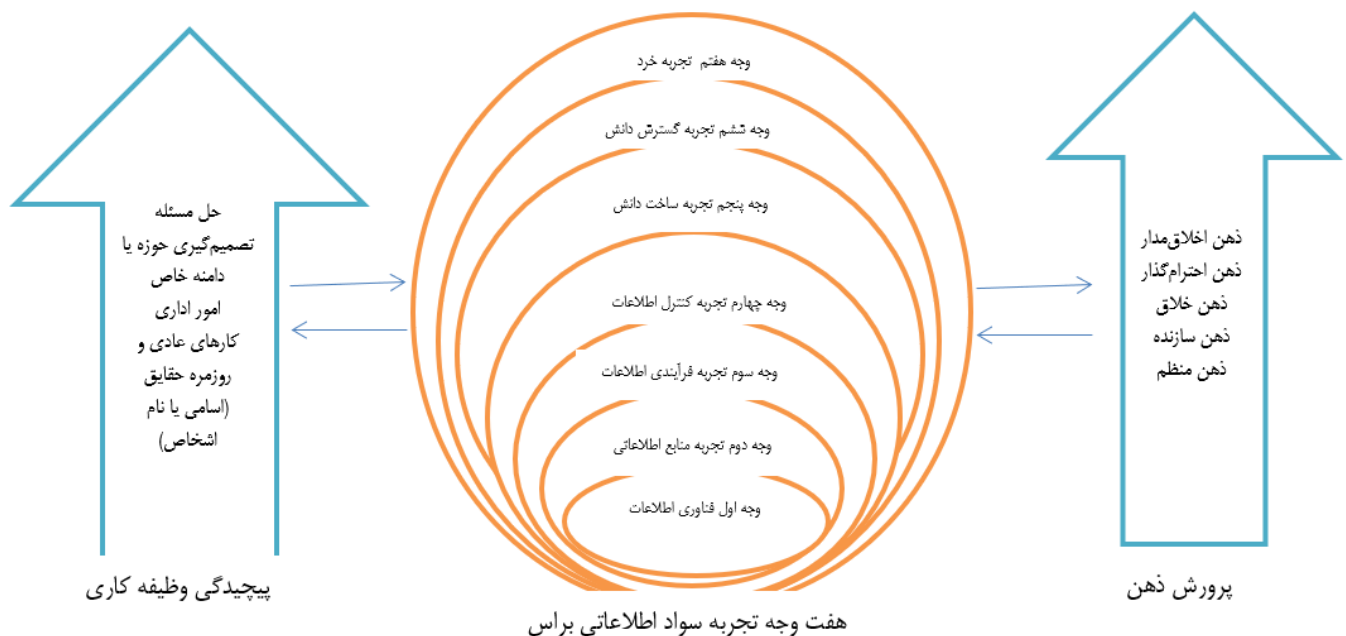 وجه هفتم تجربه خرد
وجه ششم تجربه گسترش دانش
وجه پنجم تجربه ساخت دانش
وجه چهارم تجربه کنترل اطلاعات
وجه سوم تجربه فرآیندی اطلاعات
وجه دوم تجربه منابع اطلاعاتی
وجه اول فناوری اطلاعات
ذهن اخلاق‌مدار
ذهن احترام‌گذار
ذهن خلاق
ذهن سازنده
ذهن منظم
حل مسئله
تصمیم‌گیری حوزه یا
دامنه خاص
امور اداری
کارهای عادی و
روزمره حقایق
(اسامی یا نام
اشخاص)
پرورش ذهن
هفت وجه تجربه سواد اطلاعاتی براس
پیچیدگی وظیفه کاری